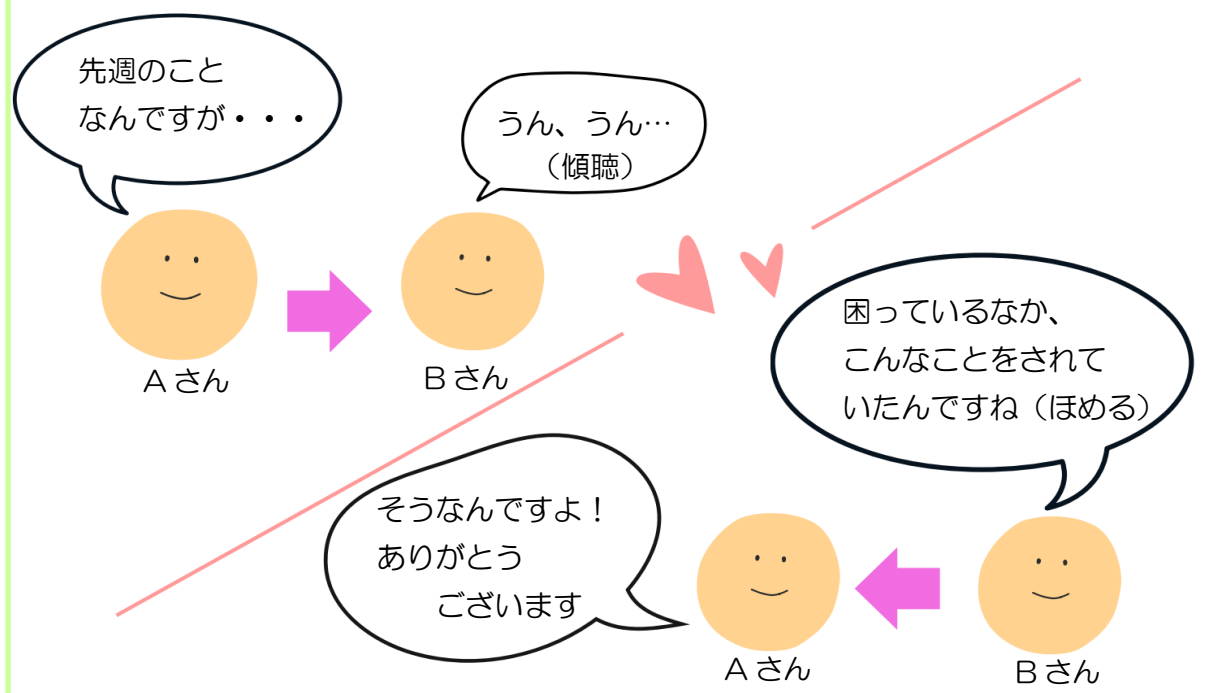 先週のこと
なんですが・・・
うん、うん…
（傾聴）
Aさん
Bさん
困っているなか、
こんなことをされて
いたんですね（ほめる）
そうなんですよ！
ありがとう
ございます
Aさん
Bさん